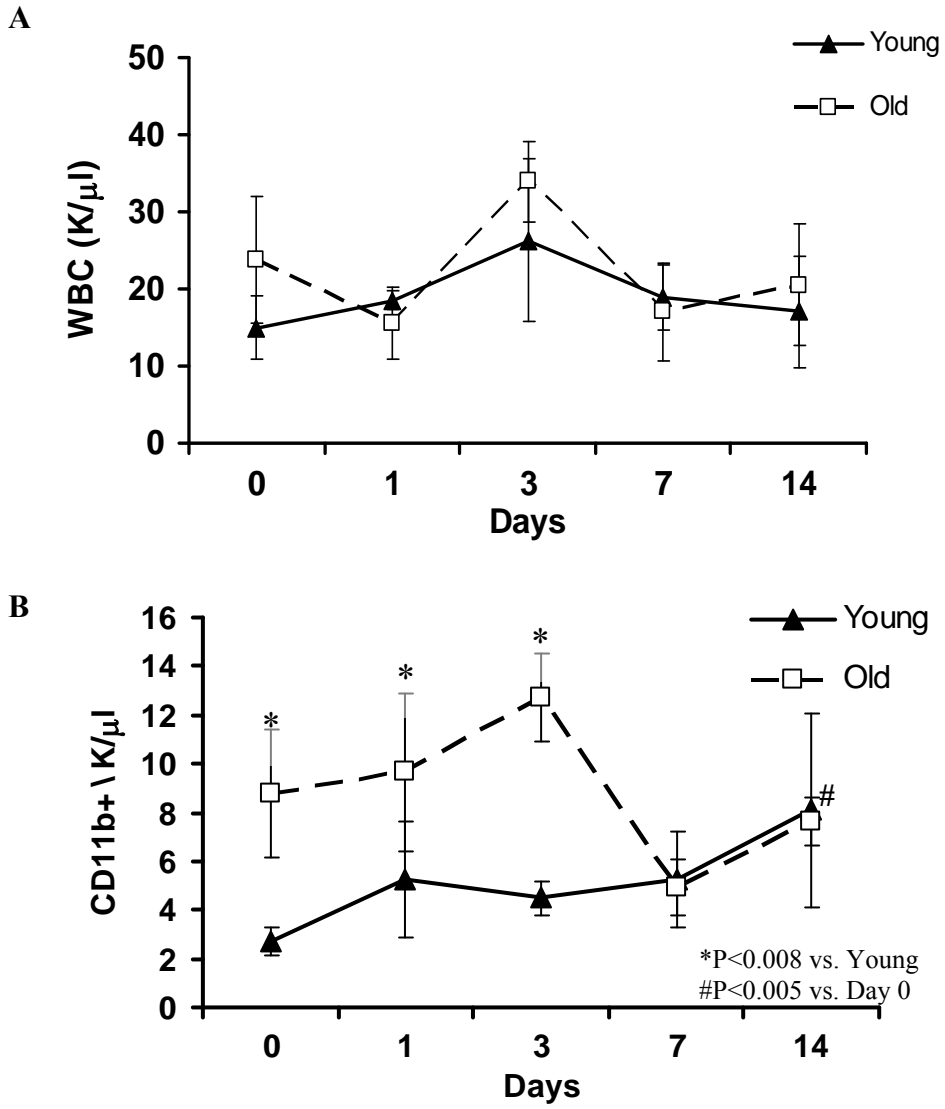 A
Young
Old
50
40
30
20
10
0
WBC (K/μl)
0 1 3 7 14
Days
B
Young
Old
16
14
12
10
8
6
4
2
0
CD11b+ \ K/μl
*
*
*
#
*P<0.008 vs. Young
#P<0.005 vs. Day 0
0 1 3 7 14
Days